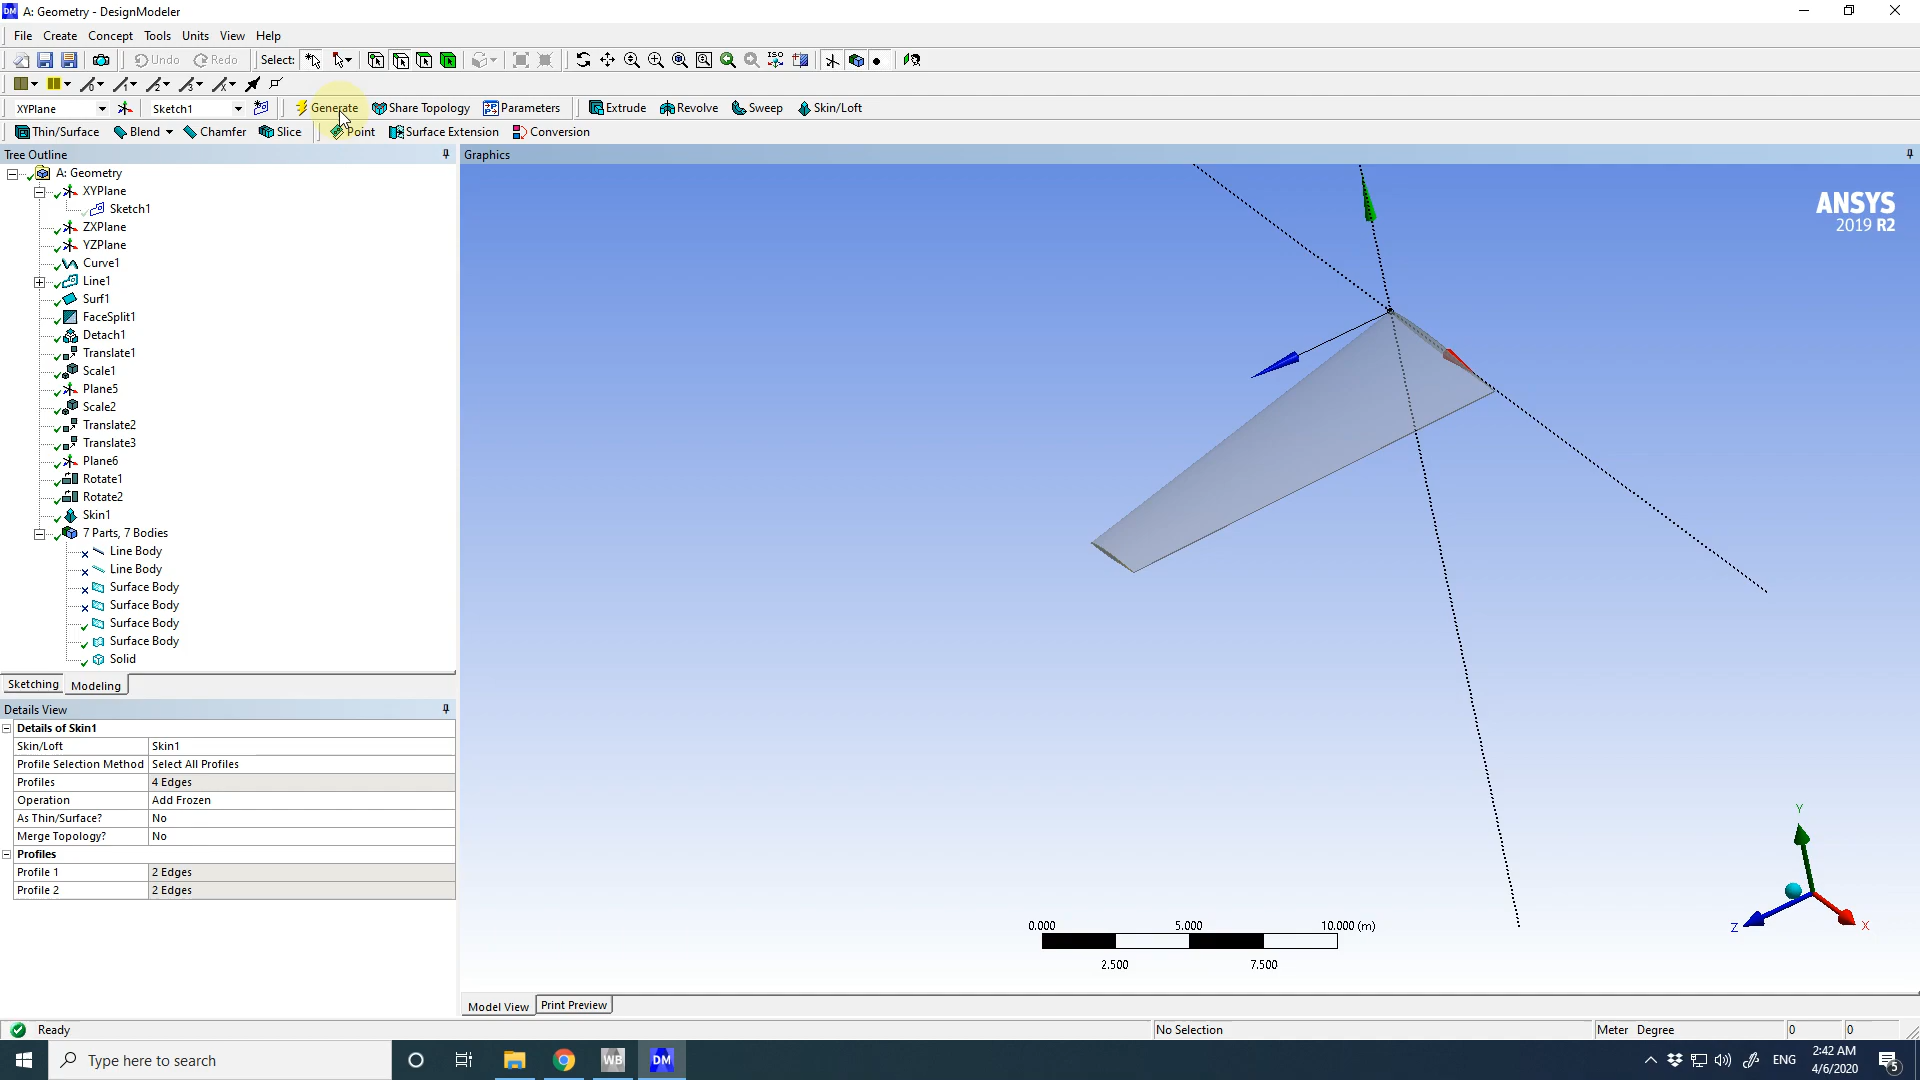 A: Geometry - DesignModeler
File Create Concept Tools Units View Help
Undo Redo Select: ISO
XYPlane Sketch1 Generate Share Topology Parameters Extrude Revolve Sweep Skin/Loft
Thin/Surface Blend Chamfer Slice Point Surface Extension Conversion
Tree Outline
A: Geometry
XYPlane
Sketch1
ZXPlane
YZPlane
Curve1
Line1
Surf1
FaceSplit1
Detach1
Translate1
Scale1
Plane5
Scale2
Translate2
Translate3
Plane6
Rotate1
Rotate2
Skin1
7 Parts, 7 Bodies
Line Body
Line Body
Surface Body
Surface Body
Surface Body
Surface Body
Solid
Sketching Modeling
Details View
Details of Skin1
Skin/Loft Skin1
Profile Selection Method Select All Profiles
Profiles 4 Edges
Operation Add Frozen
As Thin/Surface? No
Merge Topology? No
Profiles
Profile 1 2 Edges
Profile 2 2 Edges
Graphics
ANSYS
2019 R2
Y
Z
X
0.000 5.000 10.000 (m)
2.500 7.500
Model View Print Preview
Ready No Selection Meter Degree 0 0
Type here to search WB DM ENG 2:42 AM
4/6/2020
5